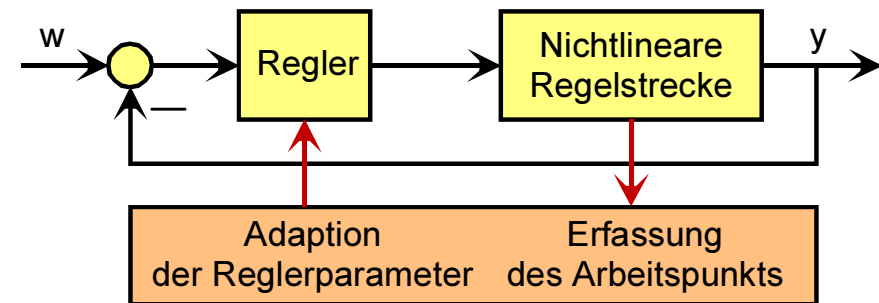 w
Regler
Nichtlineare
Regelstrecke
y
—
Adaption
der Reglerparameter
Erfassung
des Arbeitspunkts